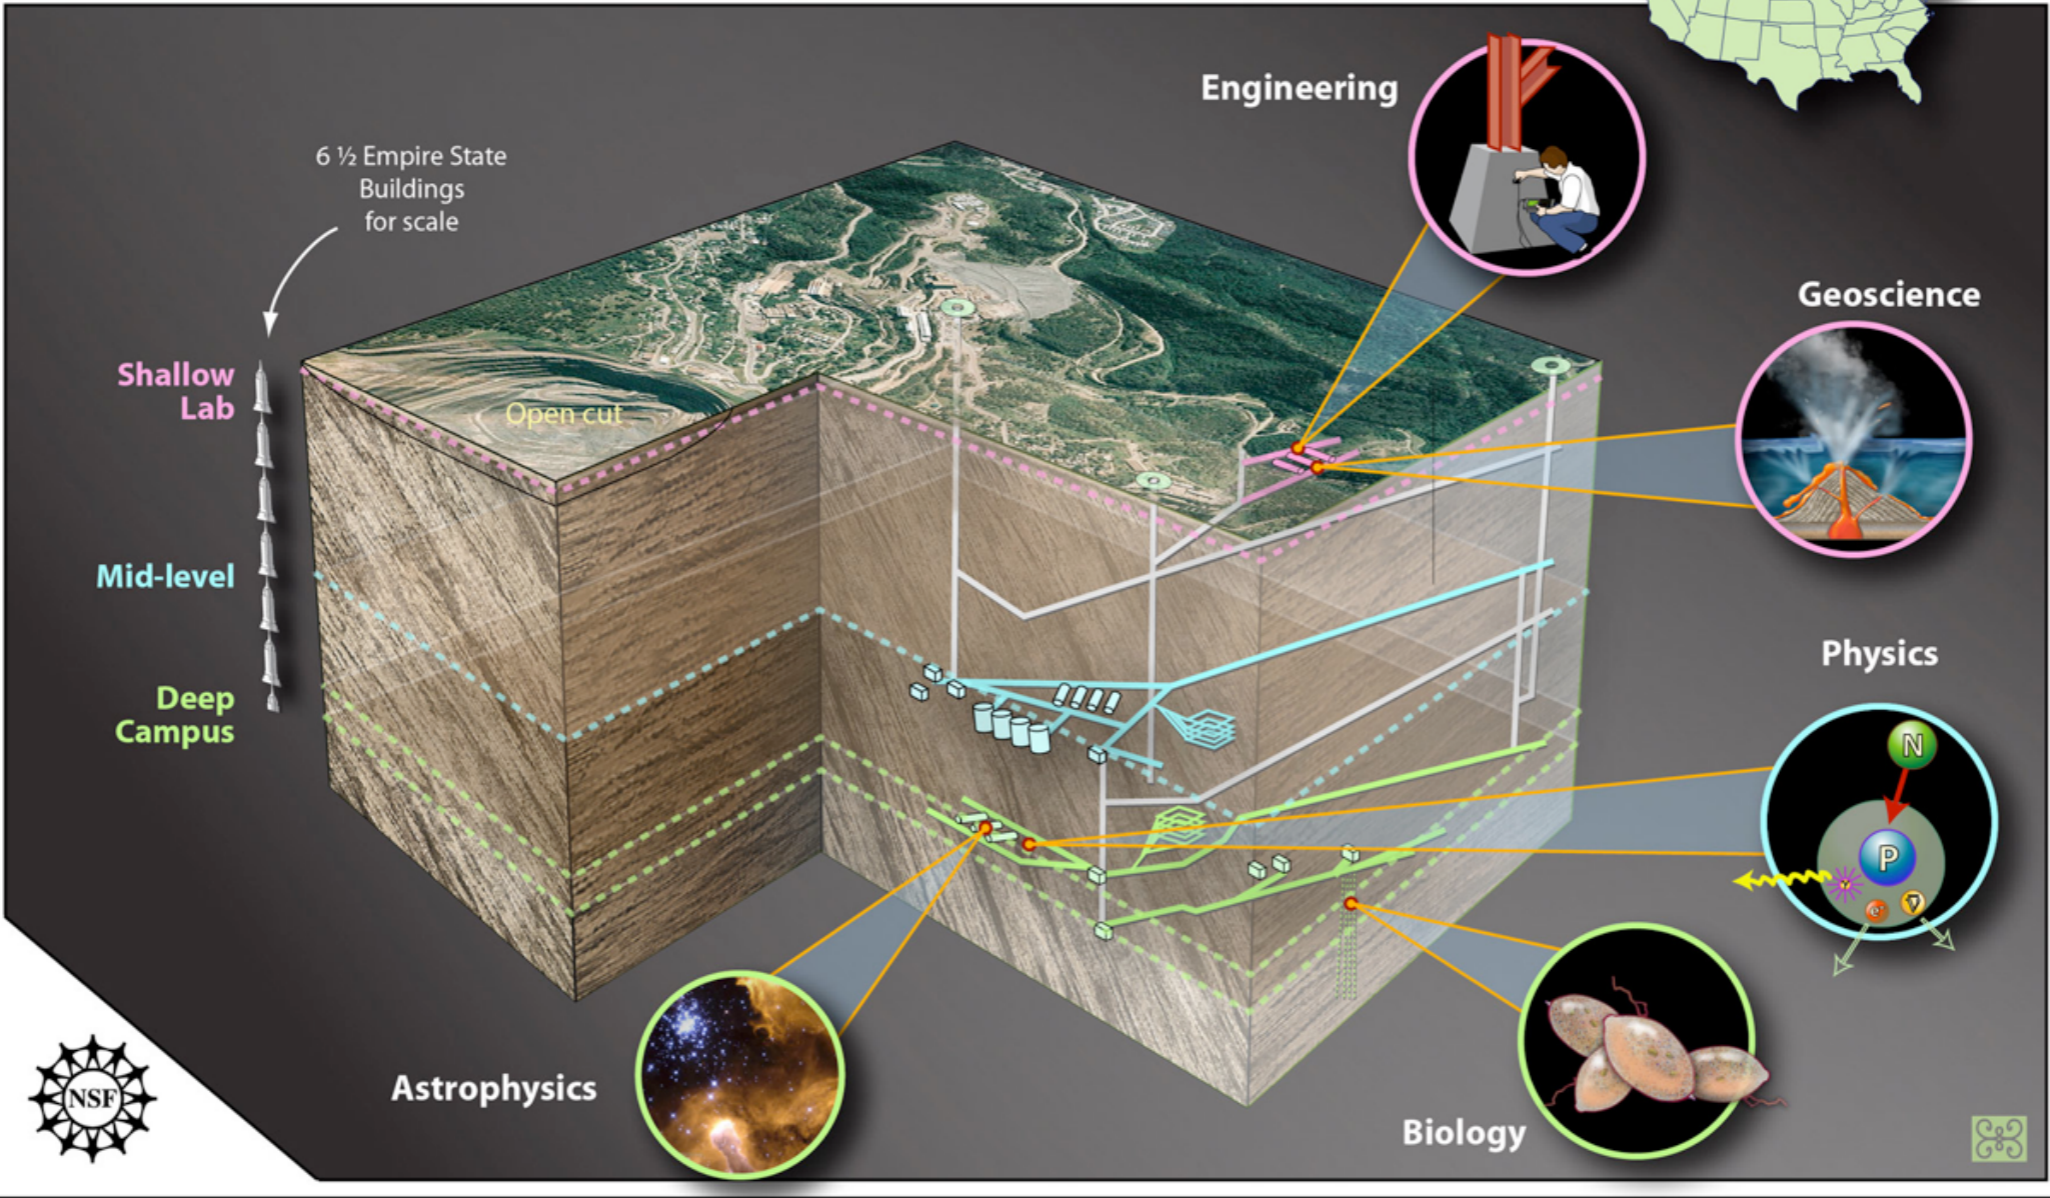 Engineering
6 ½ Empire State
Buildings
for scale
Geoscience
Shallow
Lab
Open cut
Mid-level
Physics
Deep
Campus
N
P
e⁻
NSF
Astrophysics
Biology